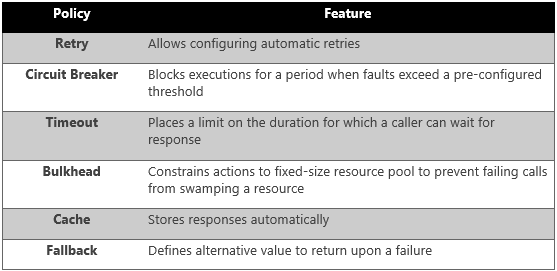 Policy Feature
Retry Allows configuring automatic retries
Circuit Breaker Blocks executions for a period when faults exceed a pre-configured
threshold
Timeout Places a limit on the duration for which a caller can wait for
response
Bulkhead Constrains actions to fixed-size resource pool to prevent failing calls
from swamping a resource
Cache Stores responses automatically
Fallback Defines alternative value to return upon a failure